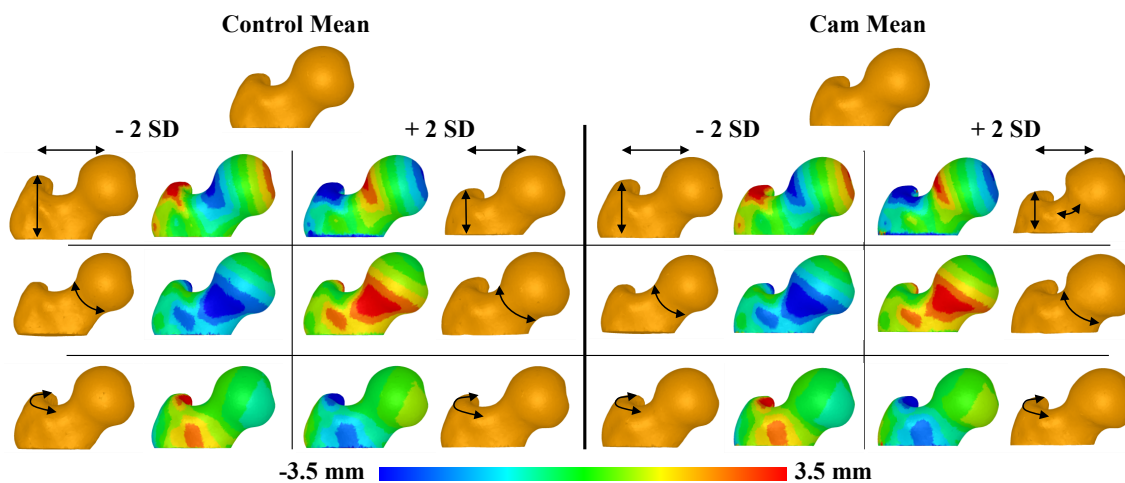 Control Mean
Cam Mean
- 2 SD
+ 2 SD
- 2 SD
+ 2 SD
-3.5 mm
3.5 mm